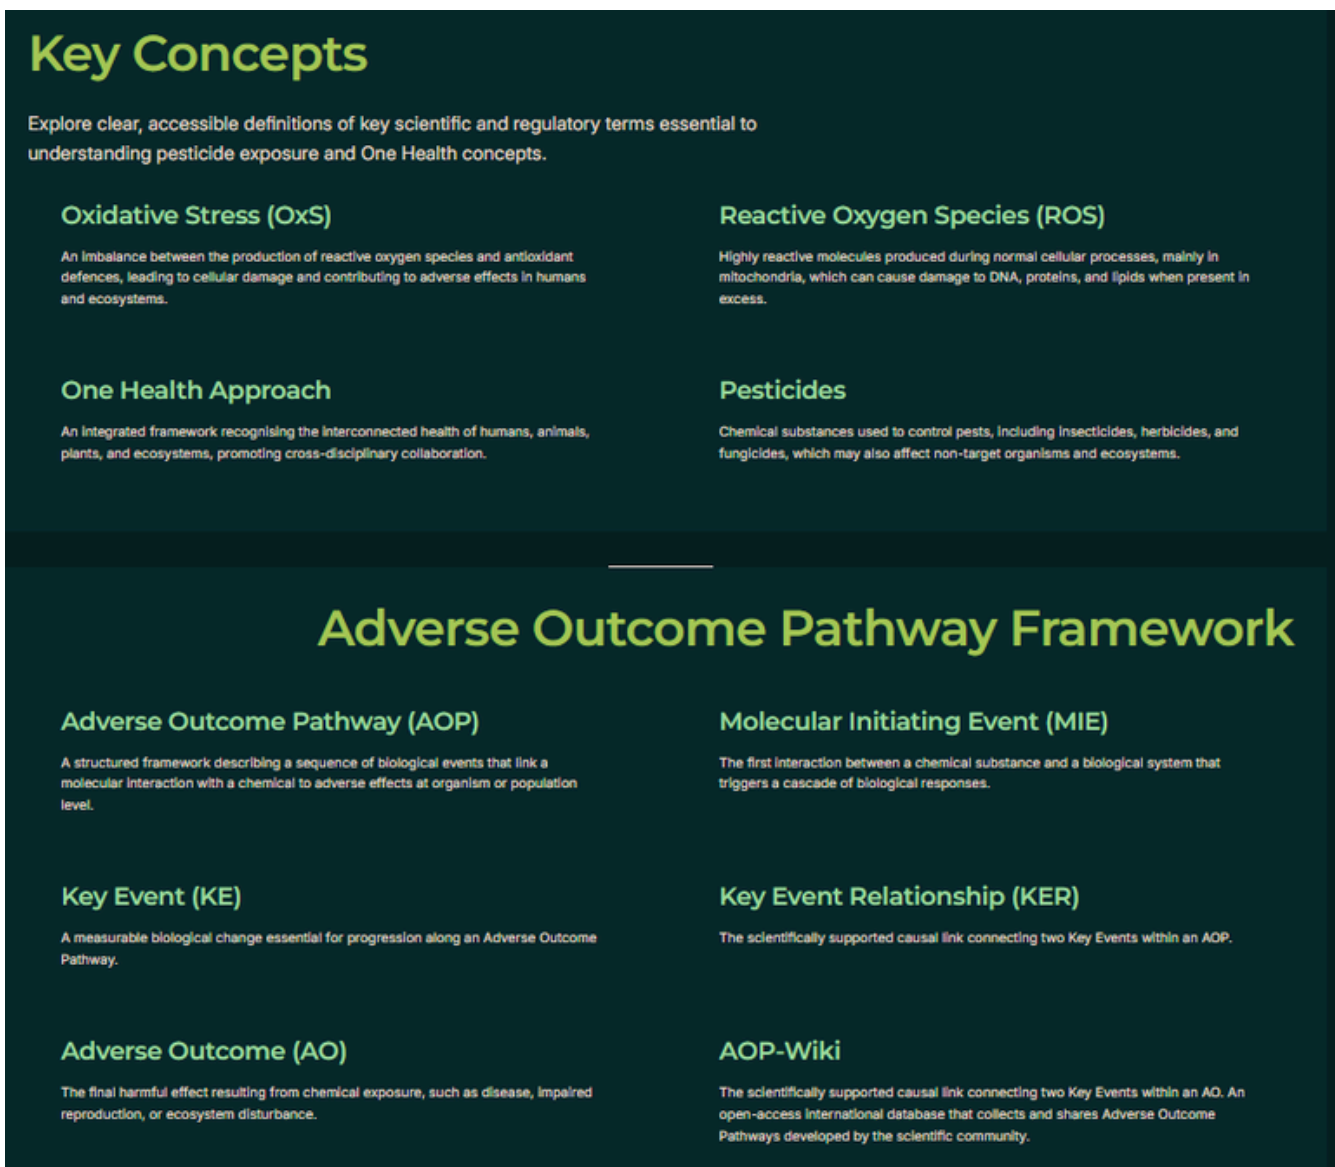 Key Concepts
Explore clear, accessible definitions of key scientific and regulatory terms essential to
understanding pesticide exposure and One Health concepts.
Oxidative Stress (OxS)
An imbalance between the production of reactive oxygen species and antioxidant
defences, leading to cellular damage and contributing to adverse effects in humans
and ecosystems.
Reactive Oxygen Species (ROS)
Highly reactive molecules produced during normal cellular processes, mainly in
mitochondria, which can cause damage to DNA, proteins, and lipids when present in
excess.
One Health Approach
An integrated framework recognising the interconnected health of humans, animals,
plants, and ecosystems, promoting cross-disciplinary collaboration.
Pesticides
Chemical substances used to control pests, including insecticides, herbicides, and
fungicides, which may also affect non-target organisms and ecosystems.
Adverse Outcome Pathway Framework
Adverse Outcome Pathway (AOP)
A structured framework describing a sequence of biological events that link a
molecular interaction with a chemical to adverse effects at organism or population
level.
Molecular Initiating Event (MIE)
The first interaction between a chemical substance and a biological system that
triggers a cascade of biological responses.
Key Event (KE)
A measurable biological change essential for progression along an Adverse Outcome
Pathway.
Key Event Relationship (KER)
The scientifically supported causal link connecting two Key Events within an AOP.
Adverse Outcome (AO)
The final harmful effect resulting from chemical exposure, such as disease, impaired
reproduction, or ecosystem disturbance.
AOP-Wiki
The scientifically supported causal link connecting two Key Events within an AO. An
open-access international database that collects and shares Adverse Outcome
Pathways developed by the scientific community.